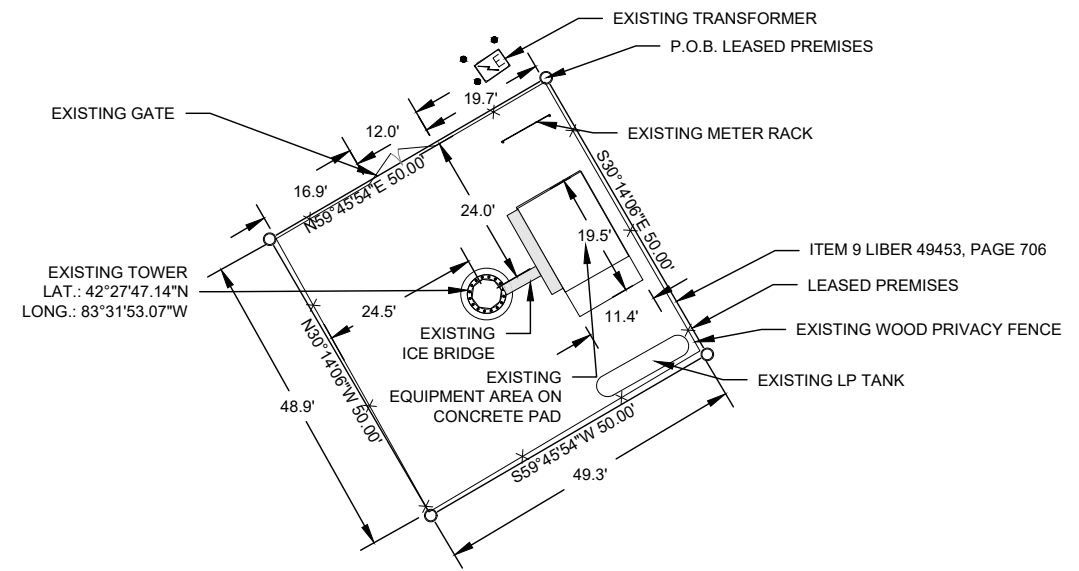 EXISTING TRANSFORMER
P.O.B. LEASED PREMISES
E
19.7'
EXISTING GATE
12.0'
EXISTING METER RACK
16.9'
N59°45'54"E 50.00'
S30°14'06"E 50.00'
24.0'
19.5'
ITEM 9 LIBER 49453, PAGE 706
EXISTING TOWER
LAT.: 42°27'47.14"N
LONG.: 83°31'53.07"W
LEASED PREMISES
24.5'
11.4'
EXISTING WOOD PRIVACY FENCE
EXISTING
ICE BRIDGE
N30°14'06"W 50.00'
EXISTING
EQUIPMENT AREA ON
CONCRETE PAD
EXISTING LP TANK
48.9'
S59°45'54"W 50.00'
49.3'